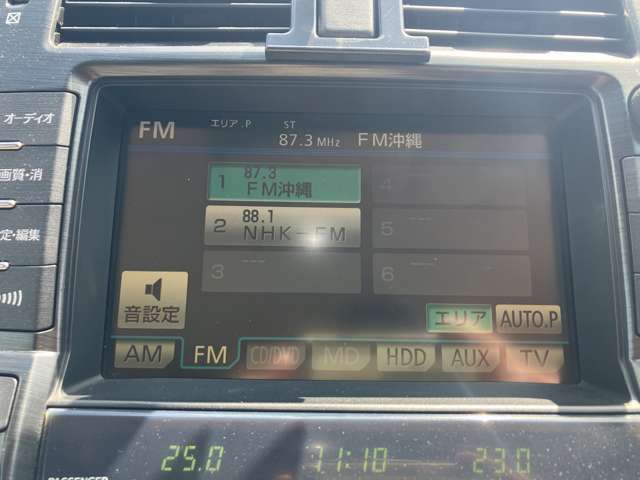 オーディオ
画質・消
定・編集
FM エリア.P ST 87.3 MHz FM沖縄
1 87.3 FM沖縄
4 ---
2 88.1 NHK-FM
5 ---
3 ---
6 ---
音設定
エリア AUTO.P
AM FM CD/DVD MD HDD AUX TV
25.0 11:10 23.0
PASSENGER